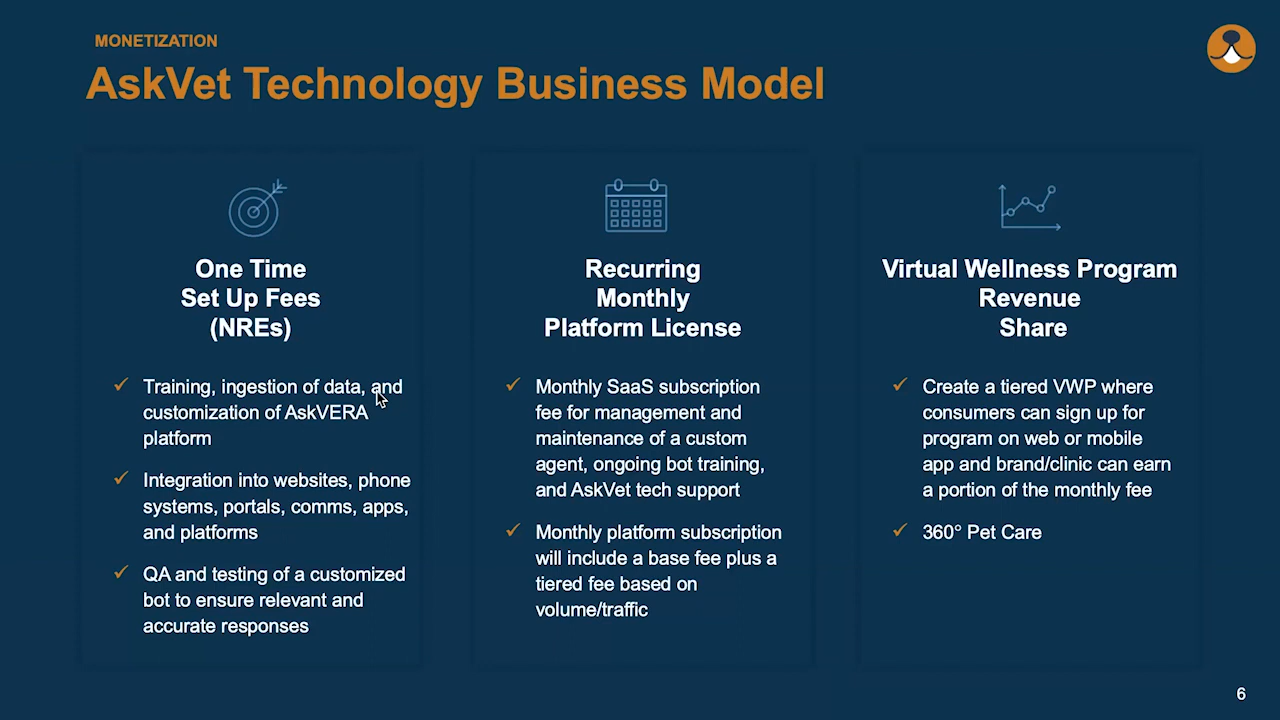 MONETIZATION
AskVet Technology Business Model
One Time
Set Up Fees
(NREs)
✓ Training, ingestion of data, and
customization of AskVERA
platform
✓ Integration into websites, phone
systems, portals, comms, apps,
and platforms
✓ QA and testing of a customized
bot to ensure relevant and
accurate responses
Recurring
Monthly
Platform License
✓ Monthly SaaS subscription
fee for management and
maintenance of a custom
agent, ongoing bot training,
and AskVet tech support
✓ Monthly platform subscription
will include a base fee plus a
tiered fee based on
volume/traffic
Virtual Wellness Program
Revenue
Share
✓ Create a tiered VWP where
consumers can sign up for
program on web or mobile
app and brand/clinic can earn
a portion of the monthly fee
✓ 360° Pet Care
6